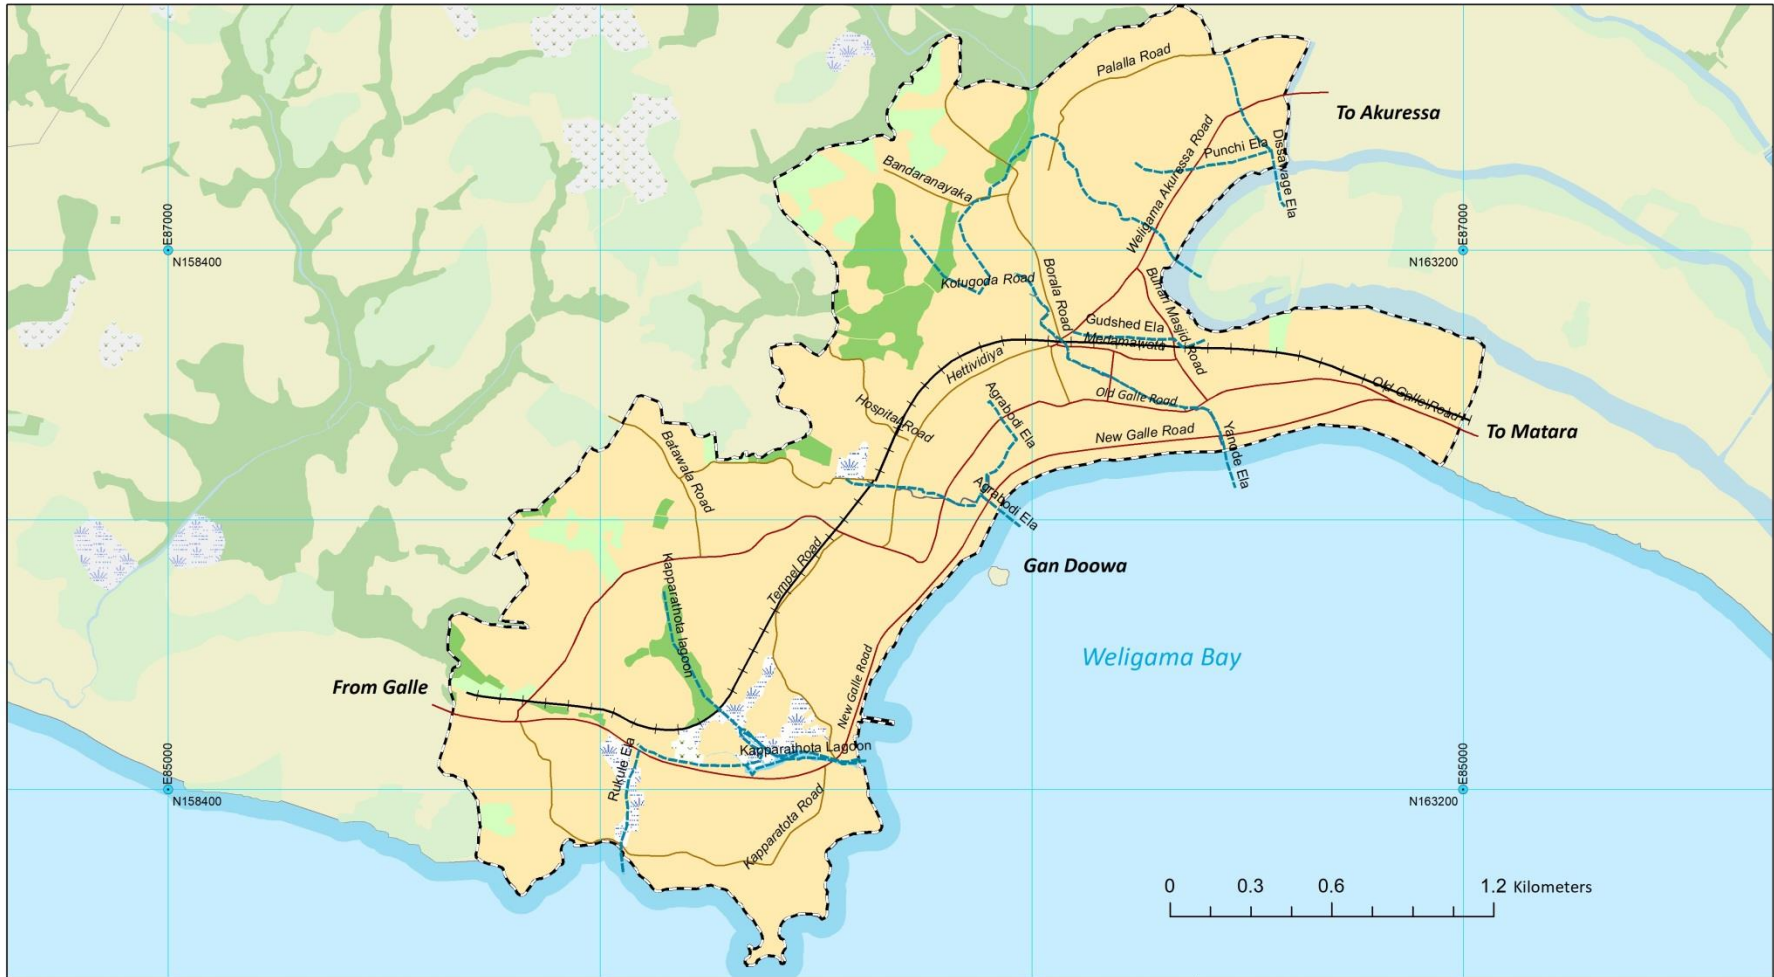 Palalla Road
To Akuressa
Weligama Akuressa Road
Punchi Ela
Dissawage Ela
Bandaranayaka
E87000
N158400
E87000
N163200
Kotugoda Road
Borala Road
Buhari Masjid Road
Gudshed Ela
Medamawata
Hettividiya
Hospital Road
Agrabodi Ela
Old Galle Road
Old Galle Road
To Matara
New Galle Road
Yanode Ela
Batawala Road
Agrabodi Ela
Tempel Road
Gan Doowa
Kapparathota lagoon
Weligama Bay
From Galle
New Galle Road
Kapparathota Lagoon
Rukule Ela
E85000
N158400
E85000
N163200
Kapparatota Road
0 0.3 0.6 1.2 Kilometers